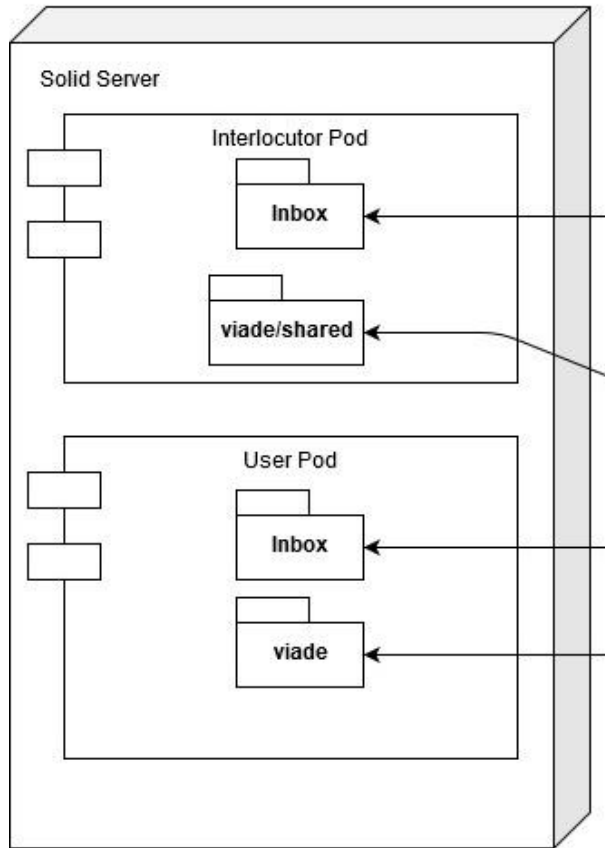 Solid Server
Interlocutor Pod
Inbox
viade/shared
User Pod
Inbox
viade